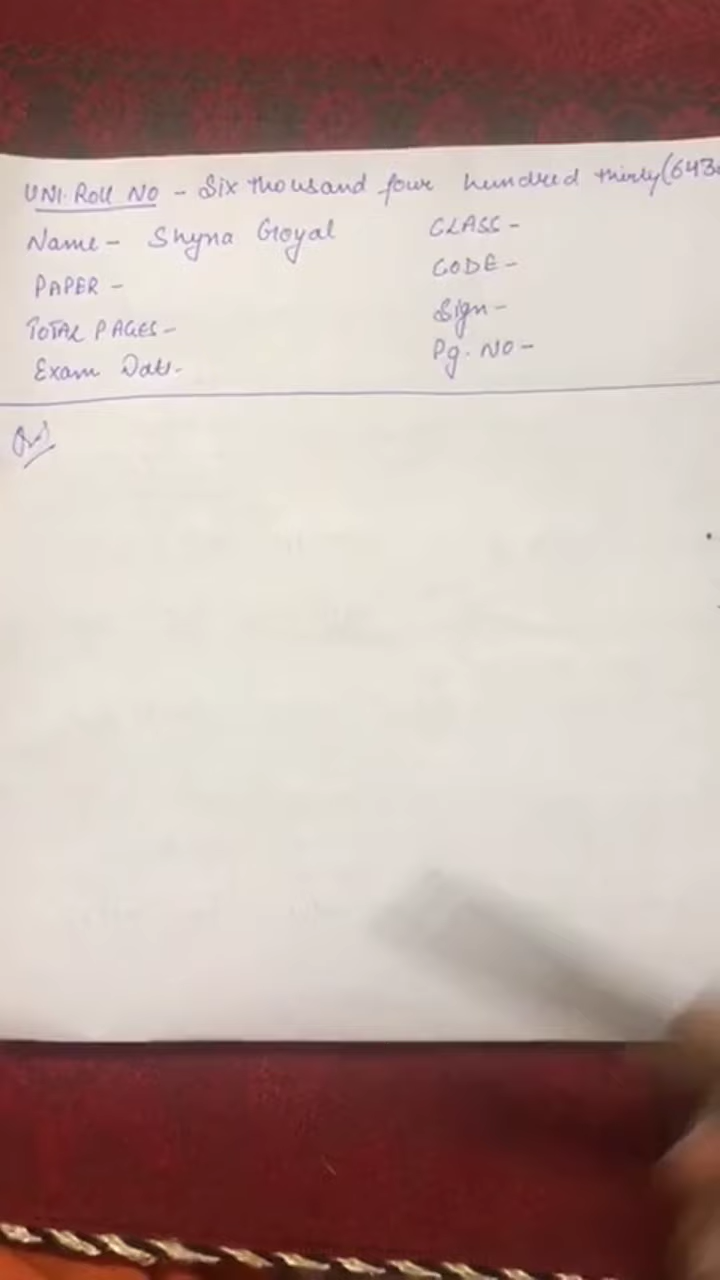 UNI. ROLL NO - Six thousand four hundred thirty (643
Name - Shyna Goyal
CLASS -
PAPER -
CODE -
TOTAL PAGES -
Sign -
Exam Date -
Pg. NO -